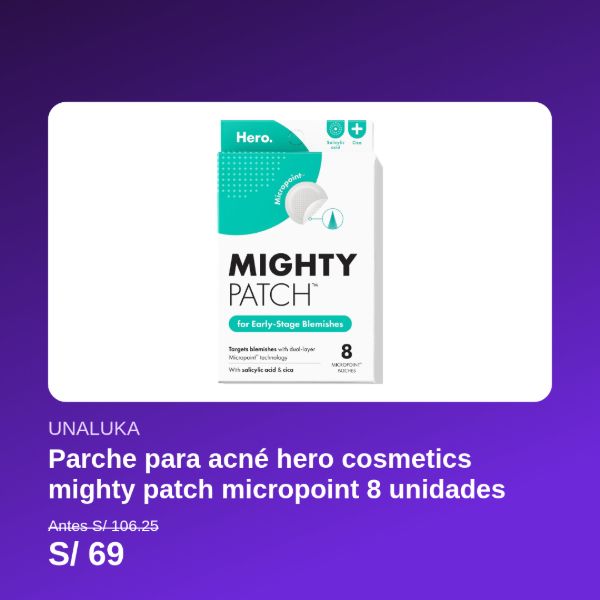 Hero.
Salicylic
acid
Cica
Micropoint™
MIGHTY
PATCH™
for Early-Stage Blemishes
Targets blemishes with dual-layer
Micropoint™ technology
With salicylic acid & cica
8
MICROPOINT™
PATCHES
UNALUKA
Parche para acné hero cosmetics
mighty patch micropoint 8 unidades
Antes S/ 106.25
S/ 69